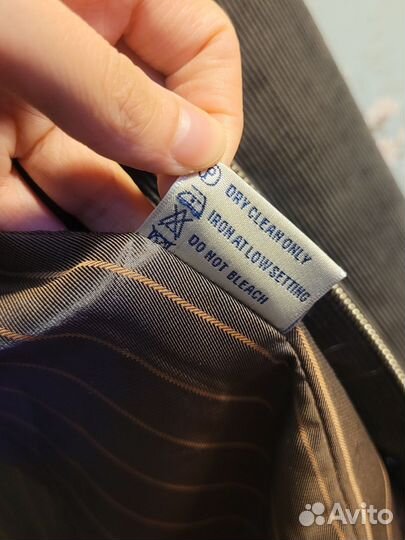 DRY CLEAN ONLY
IRON AT LOW SETTING
DO NOT BLEACH
Avito